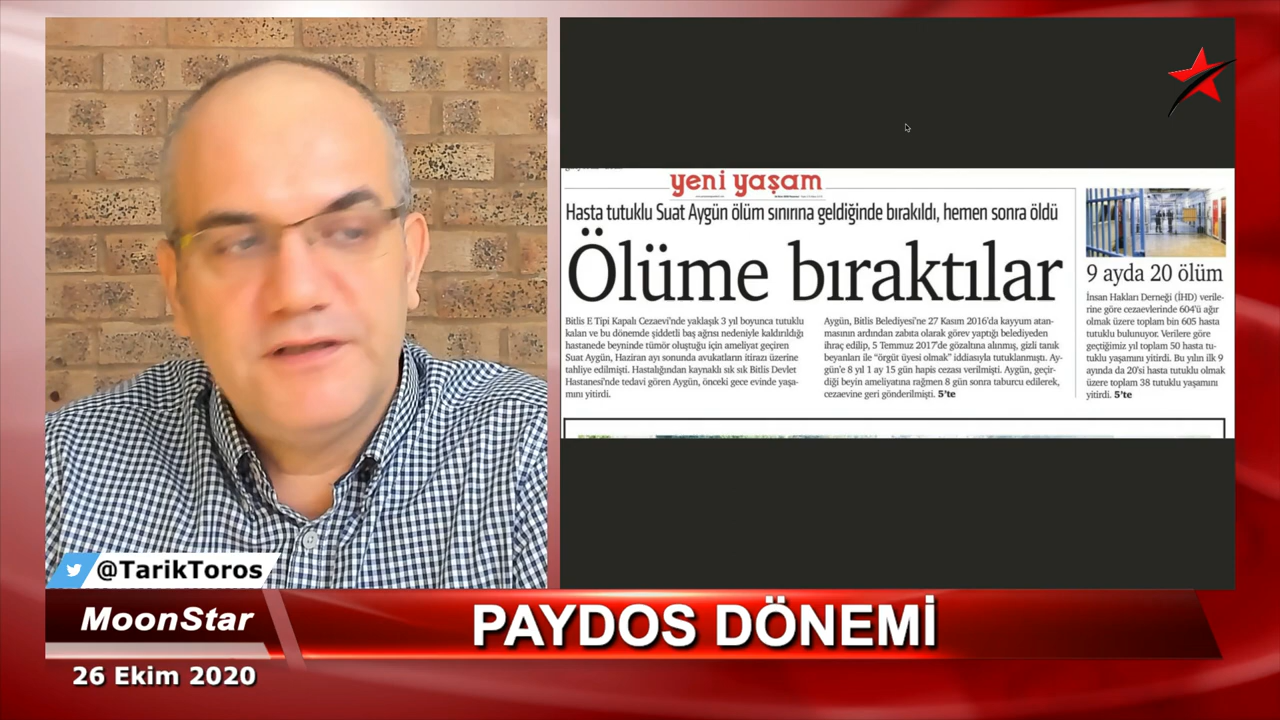 yeni yaşam
Hasta tutuklu Suat Aygün ölüm sınırına geldiğinde bırakıldı, hemen sonra öldü
Ölüme bıraktılar
Bitlis E Tipi Kapalı Cezaevi'nde yaklaşık 3 yıl boyunca tutuklu
kalan ve bu dönemde şiddetli baş ağrısı nedeniyle kaldırıldığı
hastanede beyninde tümör oluştuğu için ameliyat geçiren
Suat Aygün, Haziran ayı sonunda avukatların itirazı üzerine
tahliye edilmişti. Hastalığından kaynaklı sık sık Bitlis Devlet
Hastanesi'nde tedavi gören Aygün, önceki gece evinde yaşa-
mını yitirdi.
Aygün, Bitlis Belediyesi'ne 27 Kasım 2016'da kayyum atan-
masının ardından zabıta olarak görev yaptığı belediyeden
ihraç edilip, 5 Temmuz 2017'de gözaltına alınmış, gizli tanık
beyanları ile “örgüt üyesi olmak” iddiasıyla tutuklanmıştı. Ay-
gün'e 8 yıl 1 ay 15 gün hapis cezası verilmişti. Aygün, geçir-
diği beyin ameliyatına rağmen 8 gün sonra taburcu edilerek,
cezaevine geri gönderilmişti. 5'te
9 ayda 20 ölüm
İnsan Hakları Derneği (İHD) verile-
rine göre cezaevlerinde 604'ü ağır
olmak üzere toplam bin 605 hasta
tutuklu bulunuyor. Verilere göre
geçtiğimiz yıl toplam 50 hasta tu-
tuklu yaşamını yitirdi. Bu yılın ilk 9
ayında da 20'si hasta tutuklu olmak
üzere toplam 38 tutuklu yaşamını
yitirdi. 5'te
@TarikToros
MoonStar
PAYDOS DÖNEMİ
26 Ekim 2020